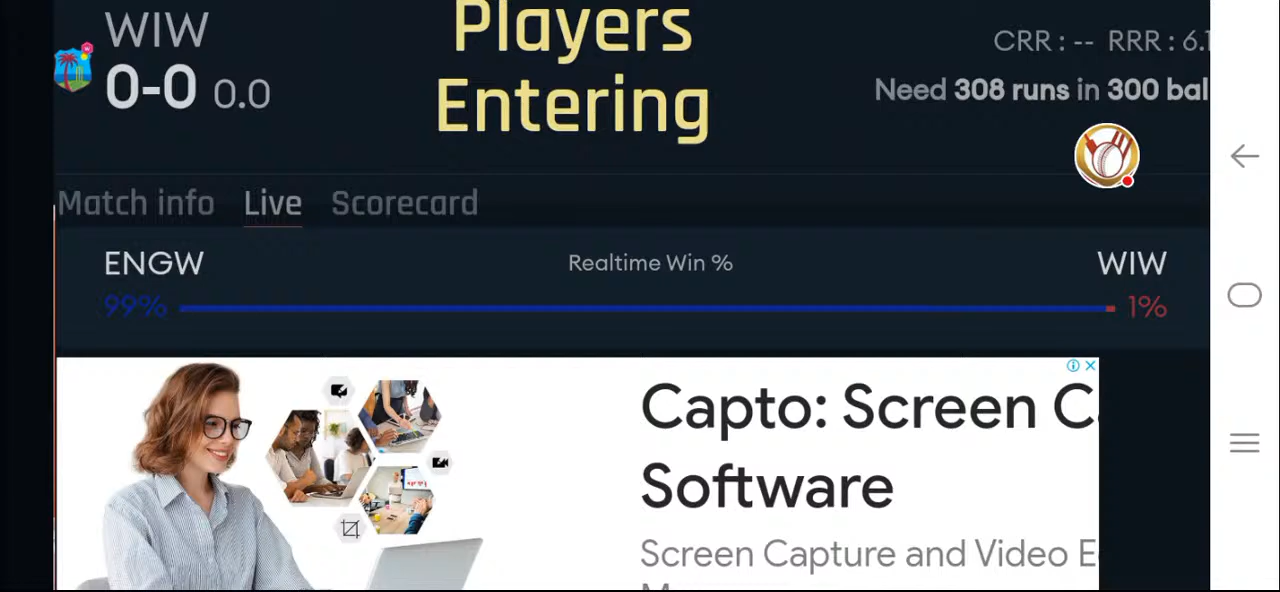 WIW
0-0 0.0
Players
Entering
CRR : -- RRR : 6.1
Need 308 runs in 300 bal
Match info Live Scorecard
ENGW Realtime Win % WIW
99% 1%
Capto: Screen C
Software
Screen Capture and Video E